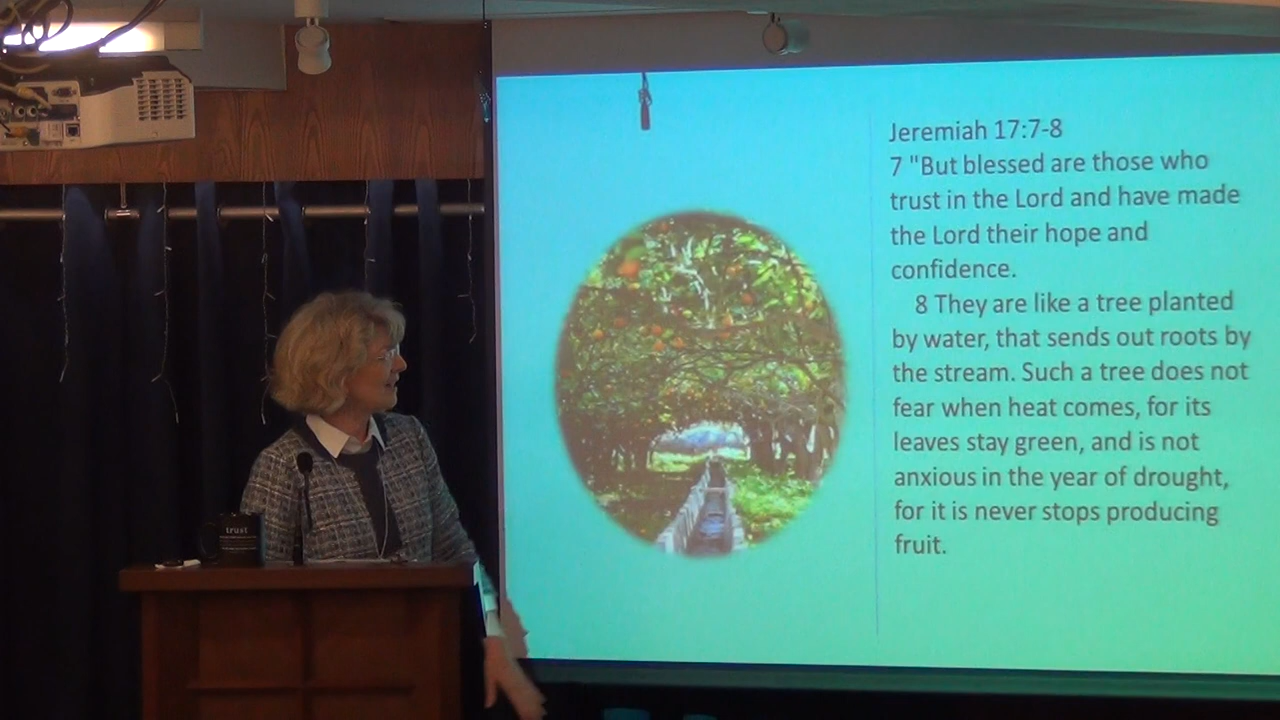 Jeremiah 17:7-8
7 "But blessed are those who
trust in the Lord and have made
the Lord their hope and
confidence.
8 They are like a tree planted
by water, that sends out roots by
the stream. Such a tree does not
fear when heat comes, for its
leaves stay green, and is not
anxious in the year of drought,
for it is never stops producing
fruit.
trust